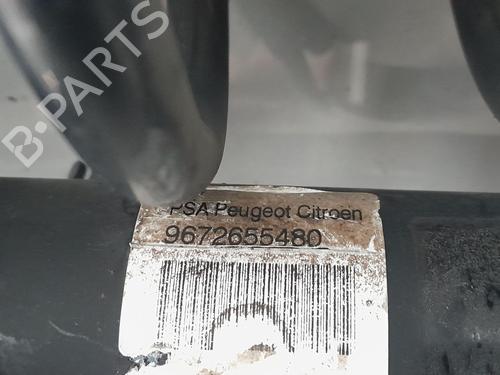 B-PARTS
PSA Peugeot Citroen
9672655480